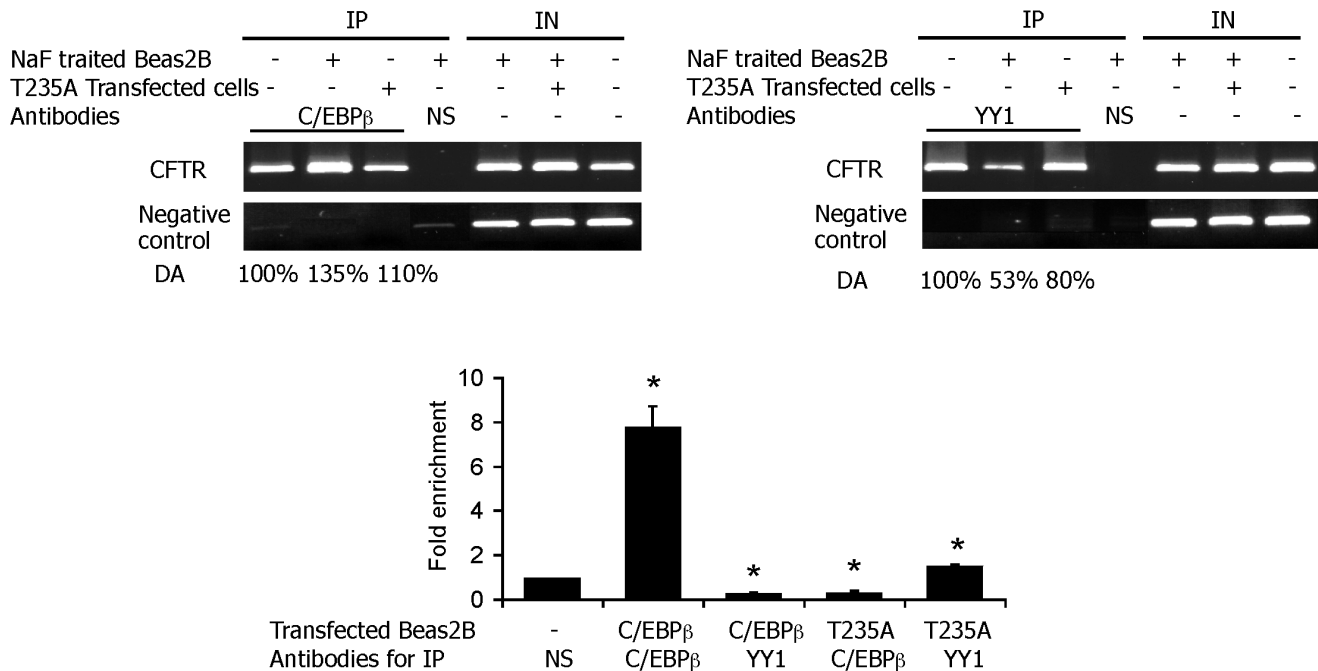 IP IN
NaF traited Beas2B - + - + + + -
T235A Transfected cells - - + - + -
Antibodies C/EBPβ NS - - -
CFTR
Negative
control
DA 100% 135% 110%
IP IN
NaF traited Beas2B - + - + + + -
T235A Transfected cells - - + - + -
Antibodies YY1 NS - - -
CFTR
Negative
control
DA 100% 53% 80%
Fold enrichment
10
8
6
4
2
0
* * * *
Transfected Beas2B - C/EBPβ C/EBPβ T235A T235A
Antibodies for IP NS C/EBPβ YY1 C/EBPβ YY1